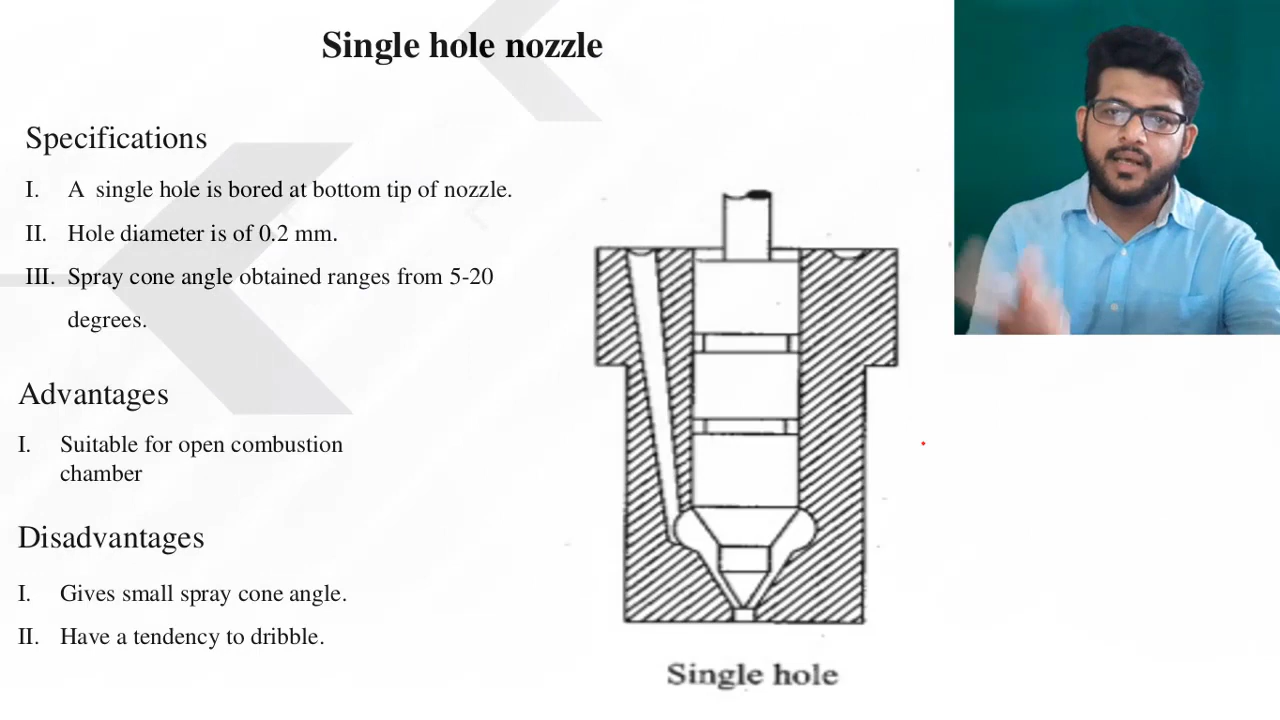 Single hole nozzle
Specifications
I. A single hole is bored at bottom tip of nozzle.
II. Hole diameter is of 0.2 mm.
III. Spray cone angle obtained ranges from 5-20
degrees.
Advantages
I. Suitable for open combustion
chamber
Disadvantages
I. Gives small spray cone angle.
II. Have a tendency to dribble.
Single hole